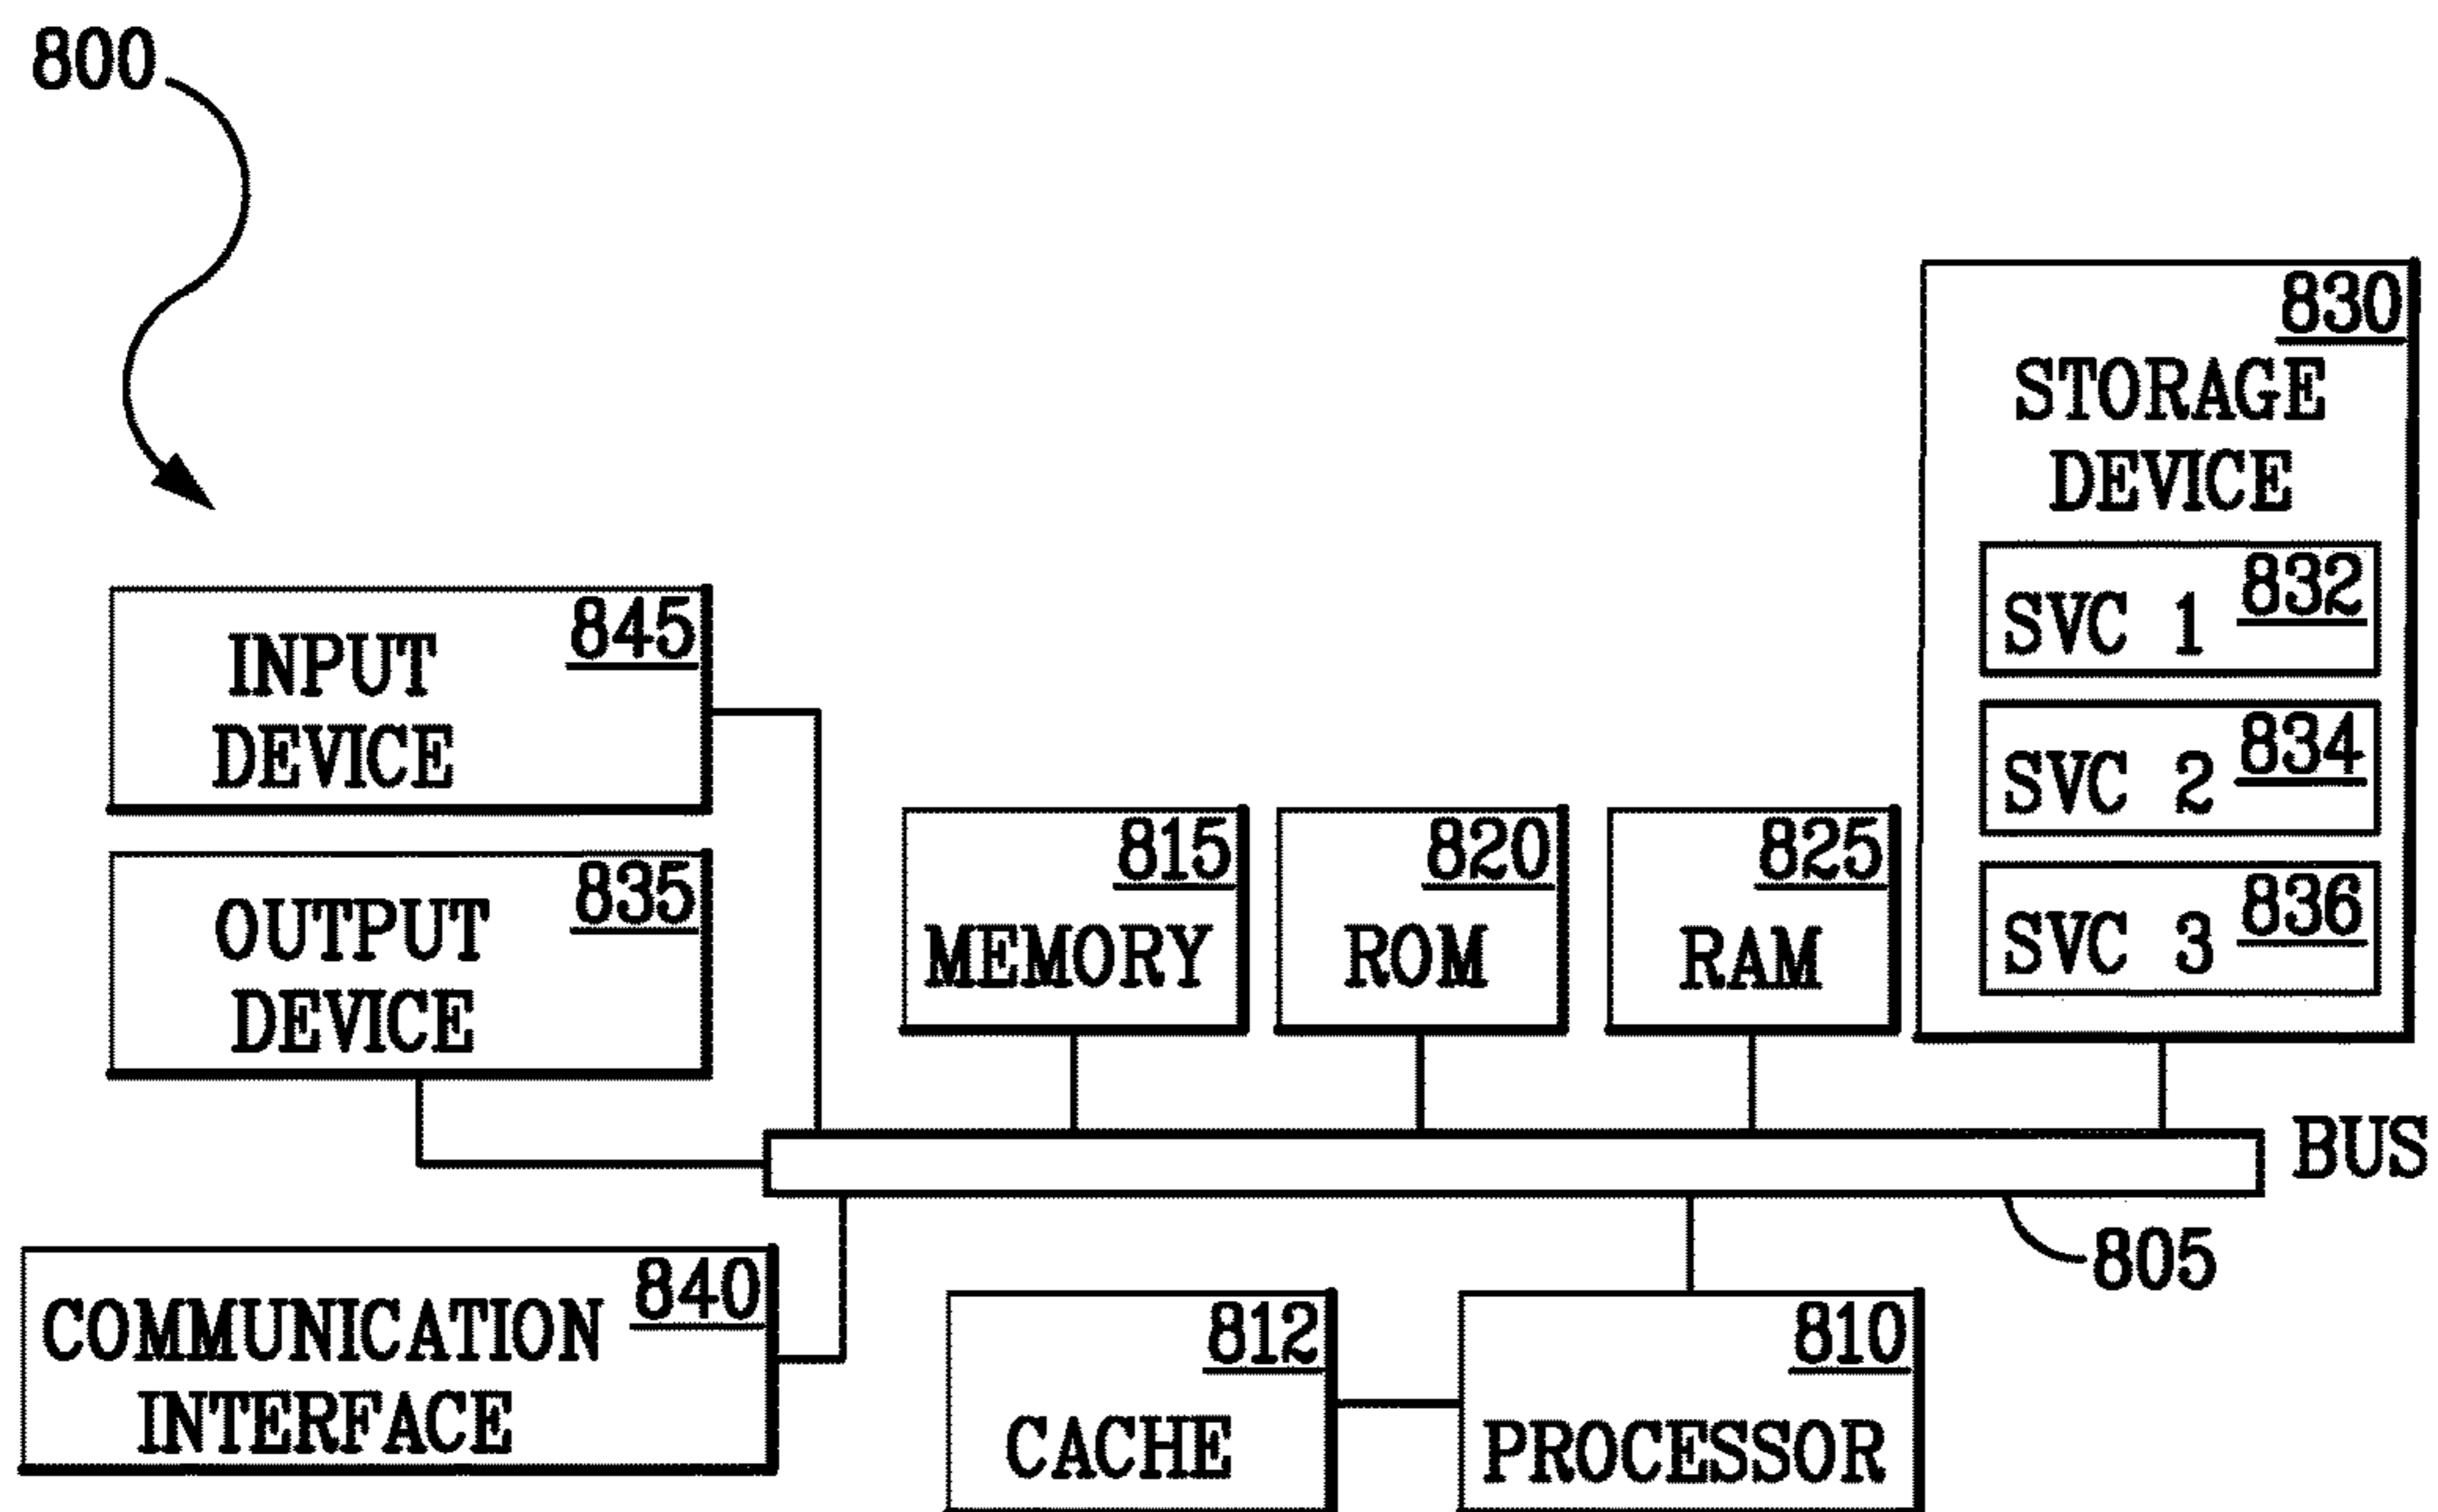 800
830
STORAGE
DEVICE
832
SVC 1
834
SVC 2
836
SVC 3
845
INPUT
DEVICE
835
OUTPUT
DEVICE
815
MEMORY
820
ROM
825
RAM
BUS
805
840
COMMUNICATION
INTERFACE
812
CACHE
810
PROCESSOR